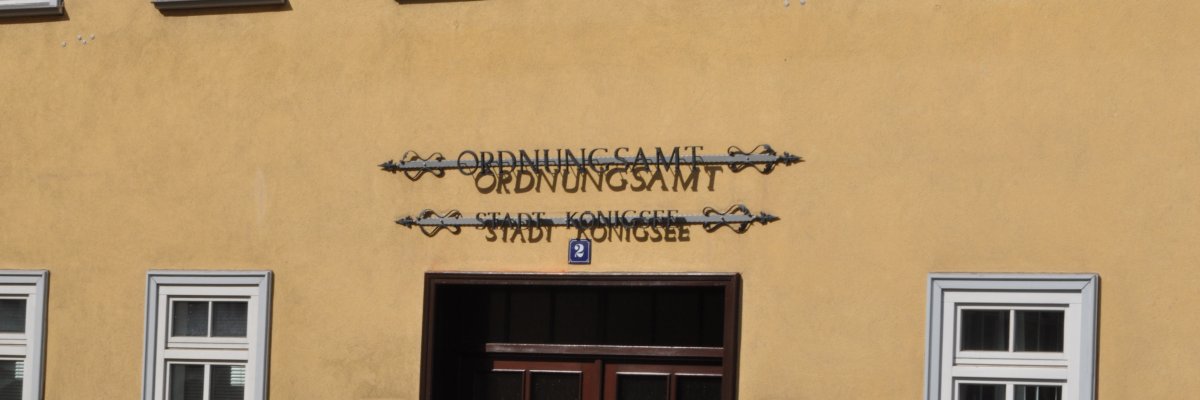 ORDNUNGSAMT
STADT KÖNIGSEE
2